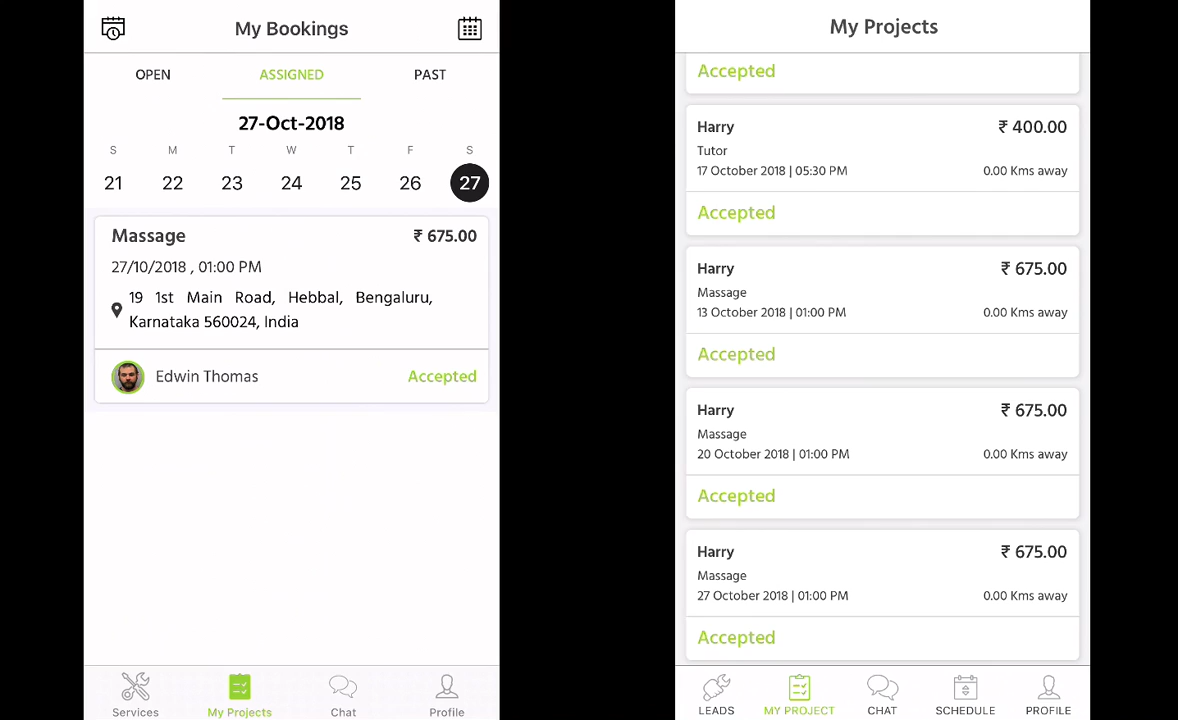 My Bookings
OPEN ASSIGNED PAST
27-Oct-2018
S M T W T F S
21 22 23 24 25 26 27
Massage ₹ 675.00
27/10/2018 , 01:00 PM
19 1st Main Road, Hebbal, Bengaluru,
Karnataka 560024, India
Edwin Thomas Accepted
Services My Projects Chat Profile
My Projects
Accepted
Harry ₹ 400.00
Tutor
17 October 2018 | 05:30 PM 0.00 Kms away
Accepted
Harry ₹ 675.00
Massage
13 October 2018 | 01:00 PM 0.00 Kms away
Accepted
Harry ₹ 675.00
Massage
20 October 2018 | 01:00 PM 0.00 Kms away
Accepted
Harry ₹ 675.00
Massage
27 October 2018 | 01:00 PM 0.00 Kms away
Accepted
LEADS MY PROJECT CHAT SCHEDULE PROFILE